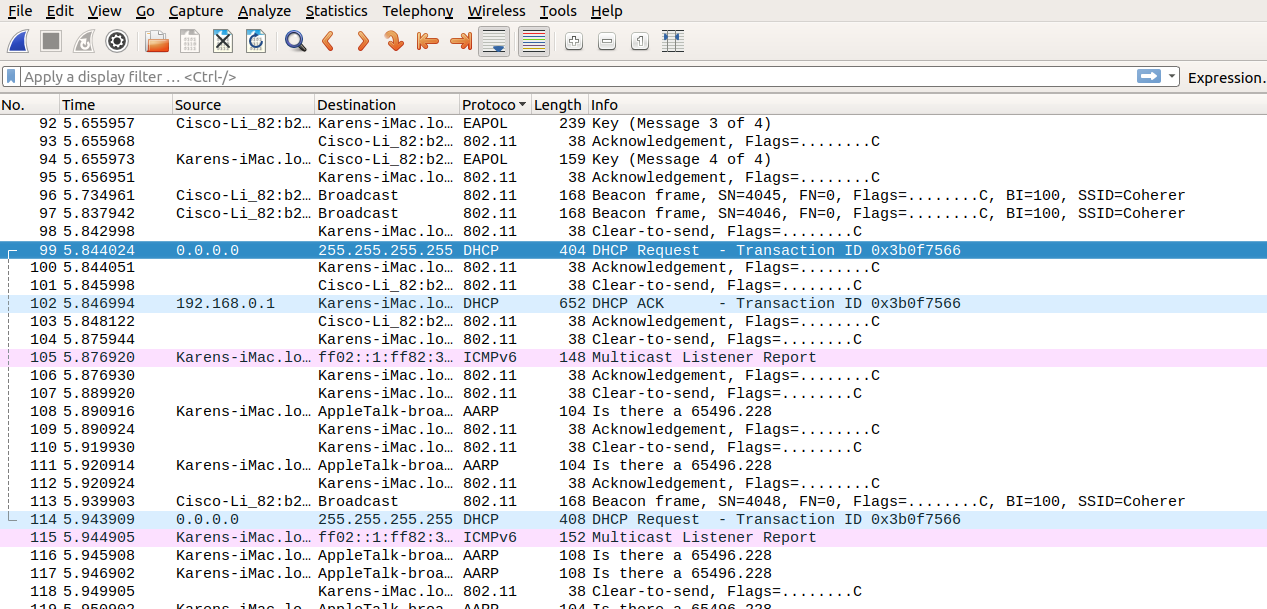 File Edit View Go Capture Analyze Statistics Telephony Wireless Tools Help
Apply a display filter … <Ctrl-/> Expression…
No. Time Source Destination Protoco Length Info
92 5.655957 Cisco-Li_82:b2… Karens-iMac.lo… EAPOL 239 Key (Message 3 of 4)
93 5.655968 Cisco-Li_82:b2… 802.11 38 Acknowledgement, Flags=........C
94 5.655973 Karens-iMac.lo… Cisco-Li_82:b2… EAPOL 159 Key (Message 4 of 4)
95 5.656951 Karens-iMac.lo… 802.11 38 Acknowledgement, Flags=........C
96 5.734961 Cisco-Li_82:b2… Broadcast 802.11 168 Beacon frame, SN=4045, FN=0, Flags=........C, BI=100, SSID=Coherer
97 5.837942 Cisco-Li_82:b2… Broadcast 802.11 168 Beacon frame, SN=4046, FN=0, Flags=........C, BI=100, SSID=Coherer
98 5.842998 Karens-iMac.lo… 802.11 38 Clear-to-send, Flags=........C
99 5.844024 0.0.0.0 255.255.255.255 DHCP 404 DHCP Request - Transaction ID 0x3b0f7566
100 5.844051 Karens-iMac.lo… 802.11 38 Acknowledgement, Flags=........C
101 5.845998 Cisco-Li_82:b2… 802.11 38 Clear-to-send, Flags=........C
102 5.846994 192.168.0.1 Karens-iMac.lo… DHCP 652 DHCP ACK - Transaction ID 0x3b0f7566
103 5.848122 Cisco-Li_82:b2… 802.11 38 Acknowledgement, Flags=........C
104 5.875944 Karens-iMac.lo… 802.11 38 Clear-to-send, Flags=........C
105 5.876920 Karens-iMac.lo… ff02::1:ff82:3… ICMPv6 148 Multicast Listener Report
106 5.876930 Karens-iMac.lo… 802.11 38 Acknowledgement, Flags=........C
107 5.889920 Karens-iMac.lo… 802.11 38 Clear-to-send, Flags=........C
108 5.890916 Karens-iMac.lo… AppleTalk-broa… AARP 104 Is there a 65496.228
109 5.890924 Karens-iMac.lo… 802.11 38 Acknowledgement, Flags=........C
110 5.919930 Karens-iMac.lo… 802.11 38 Clear-to-send, Flags=........C
111 5.920914 Karens-iMac.lo… AppleTalk-broa… AARP 104 Is there a 65496.228
112 5.920924 Karens-iMac.lo… 802.11 38 Acknowledgement, Flags=........C
113 5.939903 Cisco-Li_82:b2… Broadcast 802.11 168 Beacon frame, SN=4048, FN=0, Flags=........C, BI=100, SSID=Coherer
114 5.943909 0.0.0.0 255.255.255.255 DHCP 408 DHCP Request - Transaction ID 0x3b0f7566
115 5.944905 Karens-iMac.lo… ff02::1:ff82:3… ICMPv6 152 Multicast Listener Report
116 5.945908 Karens-iMac.lo… AppleTalk-broa… AARP 108 Is there a 65496.228
117 5.946902 Karens-iMac.lo… AppleTalk-broa… AARP 108 Is there a 65496.228
118 5.949905 Karens-iMac.lo… 802.11 38 Clear-to-send, Flags=........C
119 5.950902 Karens-iMac.lo… AppleTalk-broa… AARP 104 Is there a 65496.228